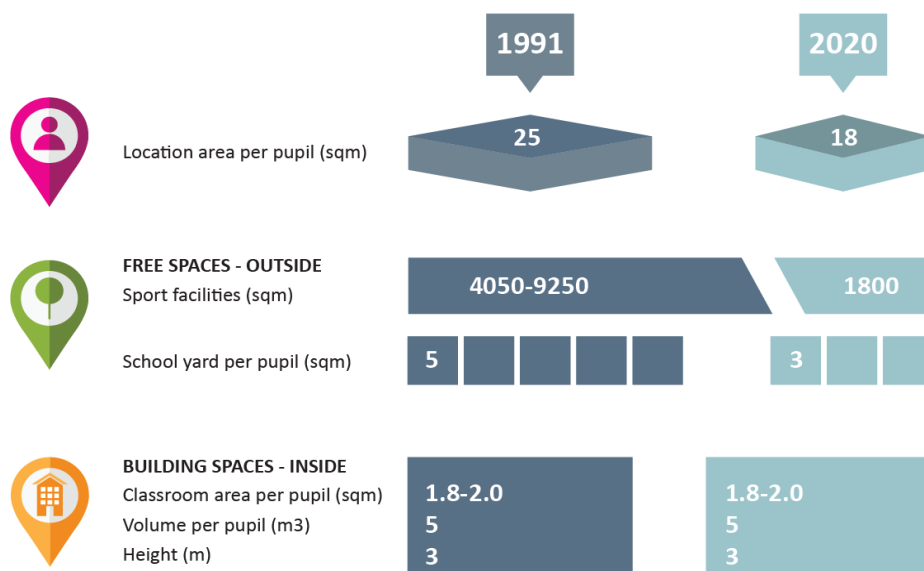 1991
2020
Location area per pupil (sqm)
25
18
FREE SPACES - OUTSIDE
Sport facilities (sqm)
4050-9250
1800
School yard per pupil (sqm)
5
3
BUILDING SPACES - INSIDE
Classroom area per pupil (sqm)
1.8-2.0
1.8-2.0
Volume per pupil (m3)
5
5
Height (m)
3
3